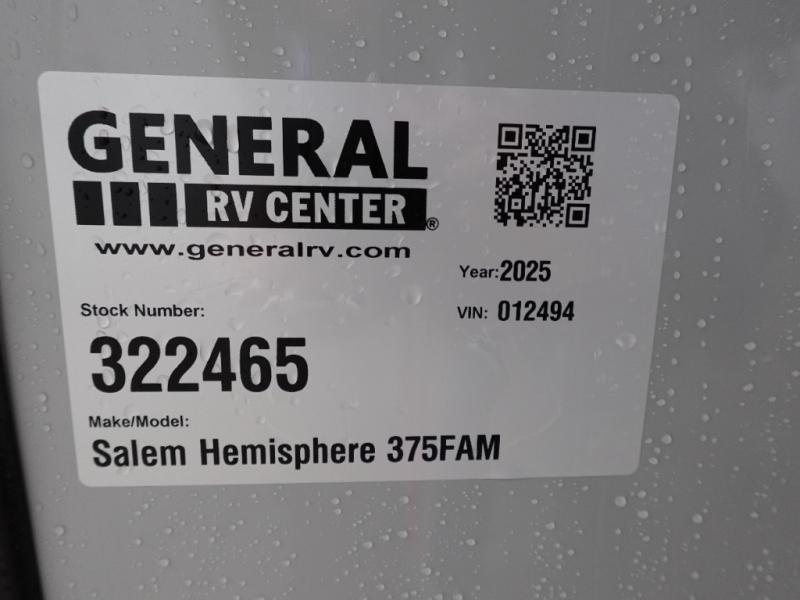 GENERAL
RV CENTER®
www.generalrv.com
Year: 2025
VIN: 012494
Stock Number:
322465
Make/Model:
Salem Hemisphere 375FAM